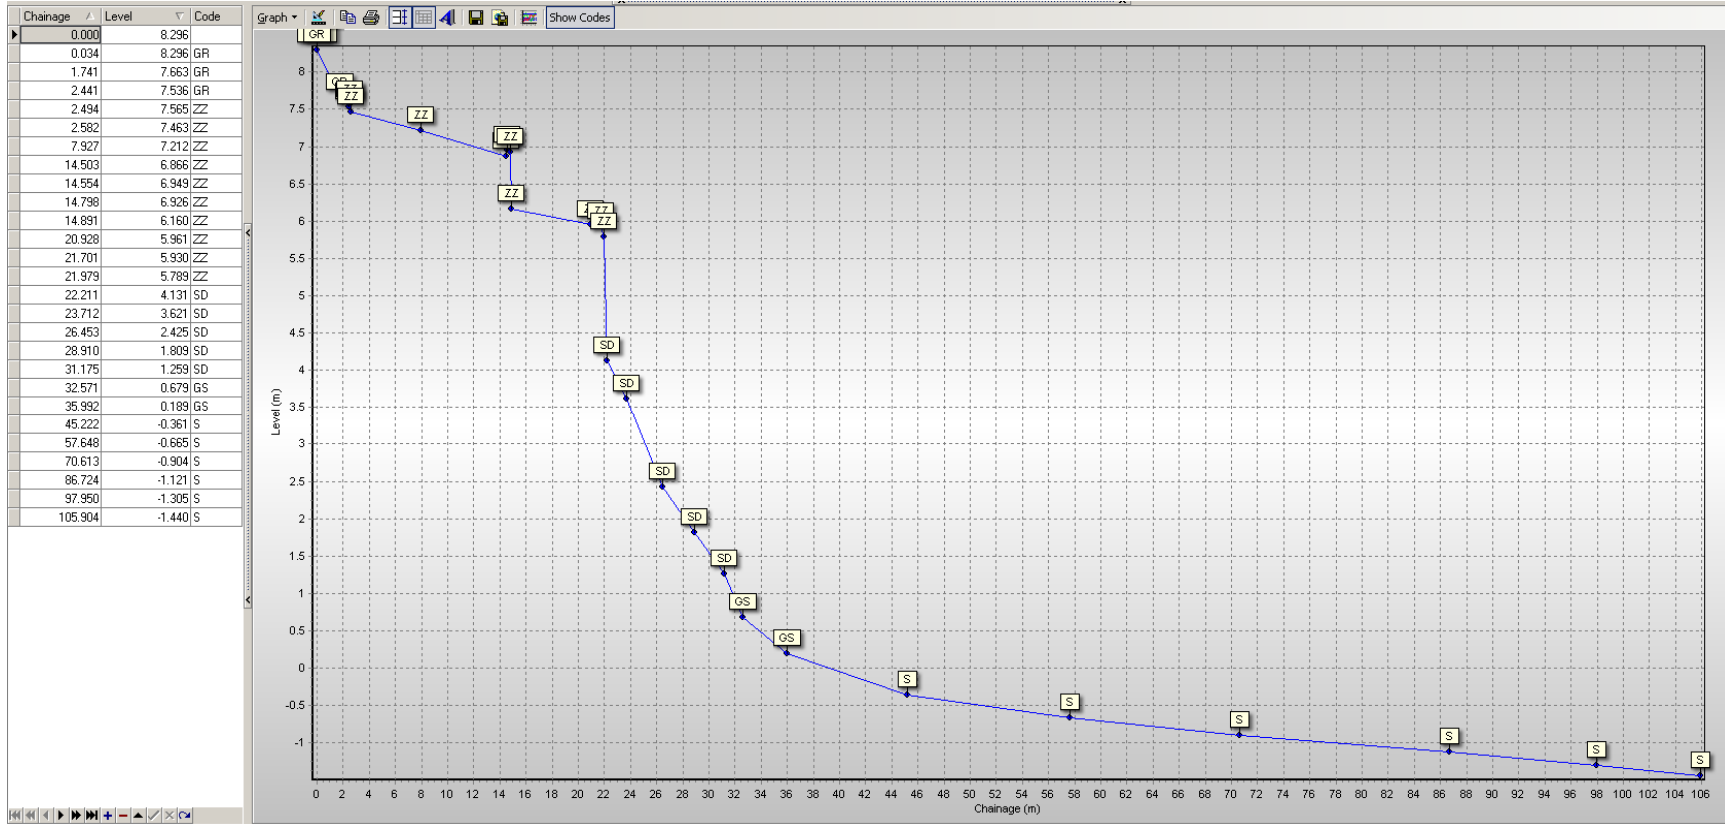 Chainage Level Code
0.000 8.296
0.034 8.296 GR
1.741 7.663 GR
2.441 7.536 GR
2.494 7.565 ZZ
2.582 7.463 ZZ
7.927 7.212 ZZ
14.503 6.866 ZZ
14.554 6.949 ZZ
14.798 6.926 ZZ
14.891 6.160 ZZ
20.928 5.961 ZZ
21.701 5.930 ZZ
21.979 5.789 ZZ
22.211 4.131 SD
23.712 3.621 SD
26.453 2.425 SD
28.910 1.809 SD
31.175 1.259 SD
32.571 0.679 GS
35.992 0.189 GS
45.222 -0.361 S
57.648 -0.665 S
70.613 -0.904 S
86.724 -1.121 S
97.950 -1.305 S
105.904 -1.440 S
Graph Show Codes
GR
8
GR
ZZ
ZZ
7.5
ZZ
ZZ
7
6.5
ZZ
ZZ
ZZ
6
5.5
5
4.5
SD
4
SD
3.5
3
SD
2.5
SD
2
1.5
SD
1
GS
0.5
GS
0
S
-0.5
S
S
-1
S
S
S
Level (m)
0 2 4 6 8 10 12 14 16 18 20 22 24 26 28 30 32 34 36 38 40 42 44 46 48 50 52 54 56 58 60 62 64 66 68 70 72 74 76 78 80 82 84 86 88 90 92 94 96 98 100 102 104 106
Chainage (m)